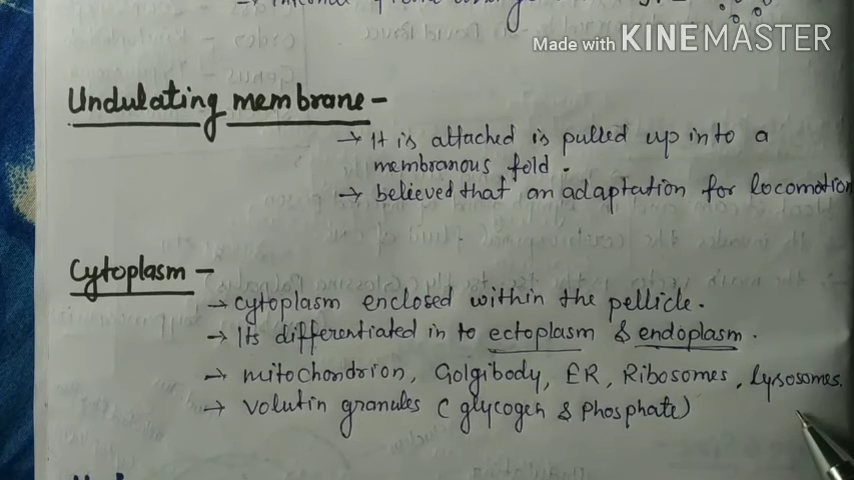 Made with KINEMASTER
Undulating membrane -
→ It is attached is pulled up into a
membranous fold.
→ believed that an adaptation for locomotion
Cytoplasm -
→ cytoplasm enclosed within the pellicle.
→ Its differentiated in to ectoplasm & endoplasm.
→ mitochondrion, Golgibody, ER, Ribosomes, Lysosomes.
→ Volutin granules ( glycogen & Phosphate)